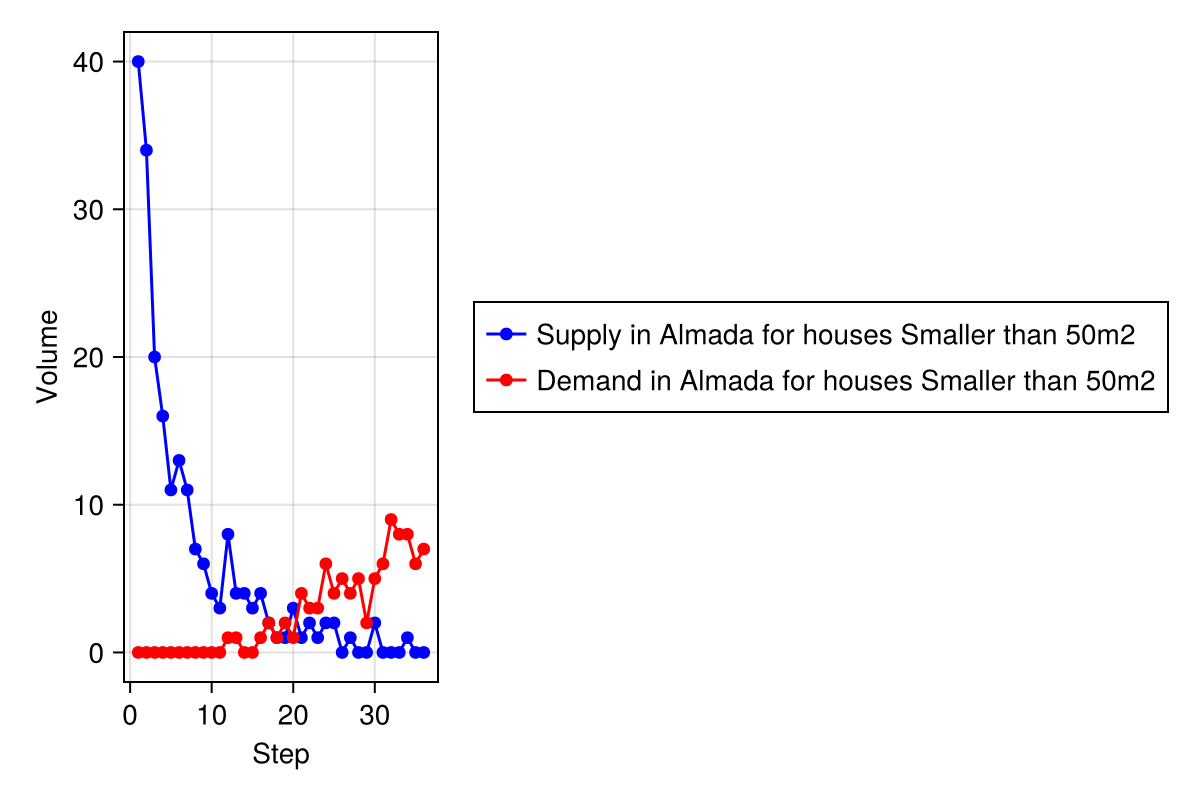 40
30
20
10
0
Volume
0 10 20 30
Step
Supply in Almada for houses Smaller than 50m2
Demand in Almada for houses Smaller than 50m2